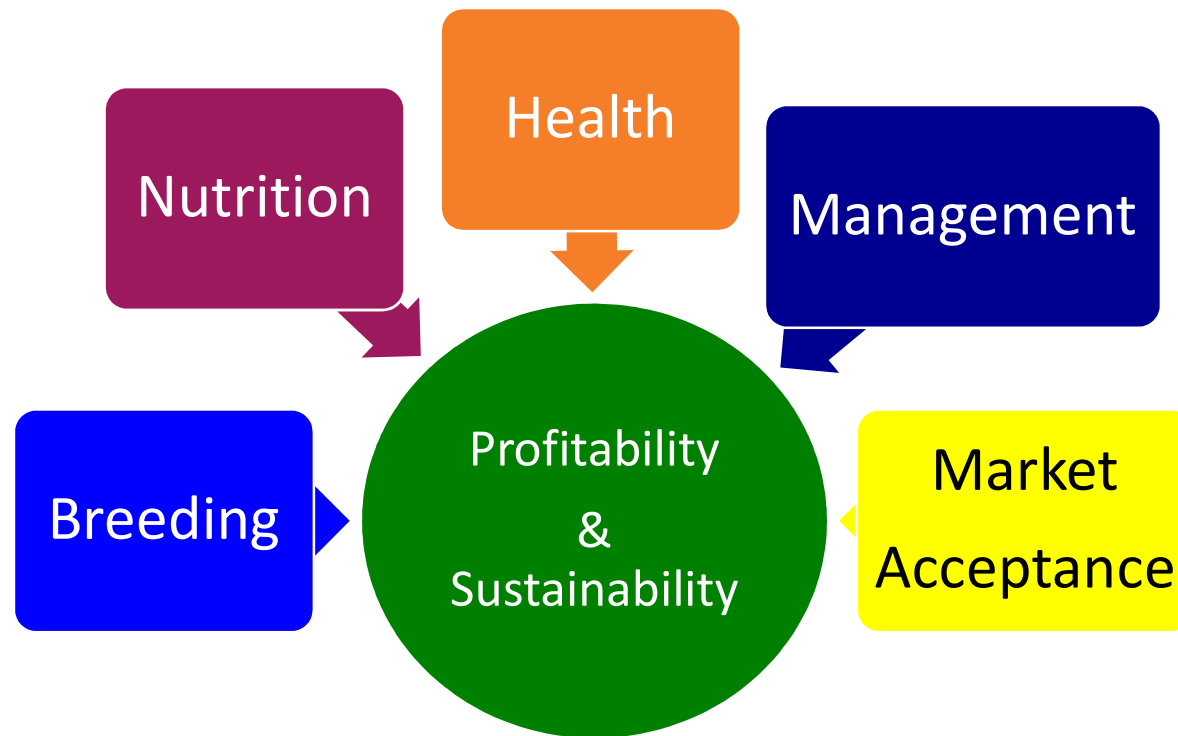 Health
Nutrition
Management
Breeding
Profitability
&
Sustainability
Market
Acceptance